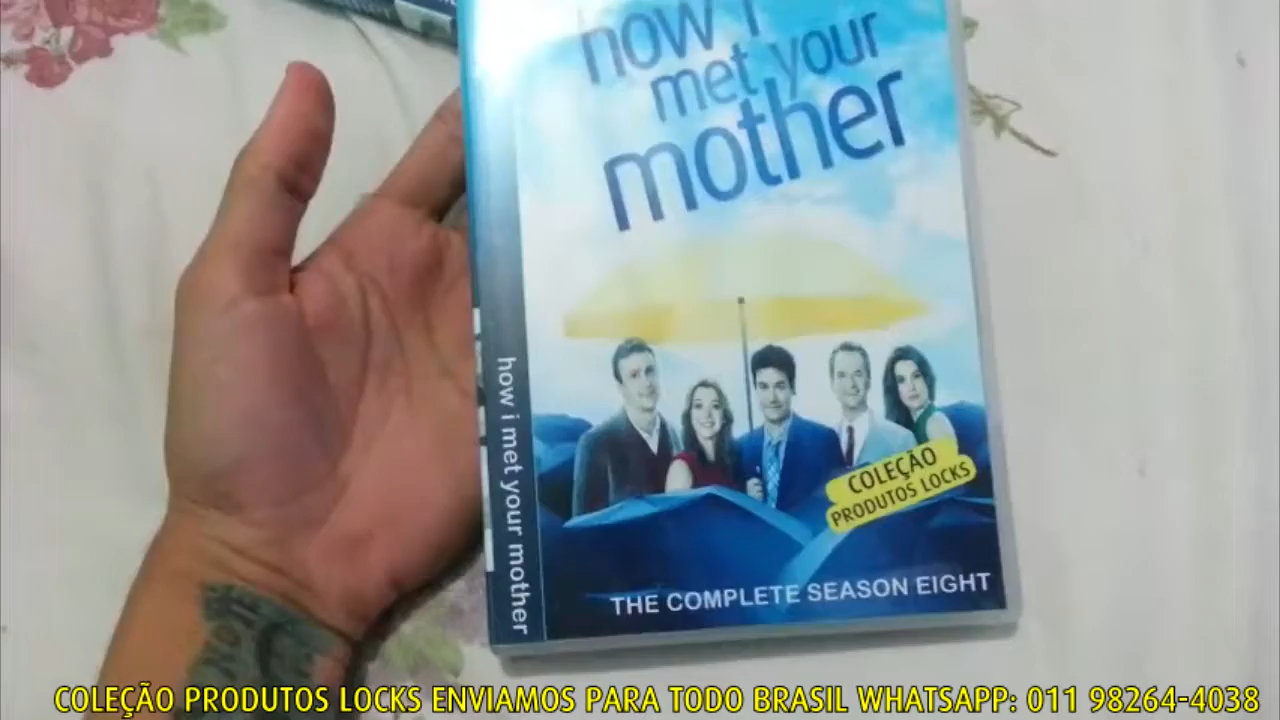 how i
met your
mother
how i met your mother
COLEÇÃO
PRODUTOS LOCKS
THE COMPLETE SEASON EIGHT
COLEÇÃO PRODUTOS LOCKS ENVIAMOS PARA TODO BRASIL WHATSAPP: 011 98264-4038